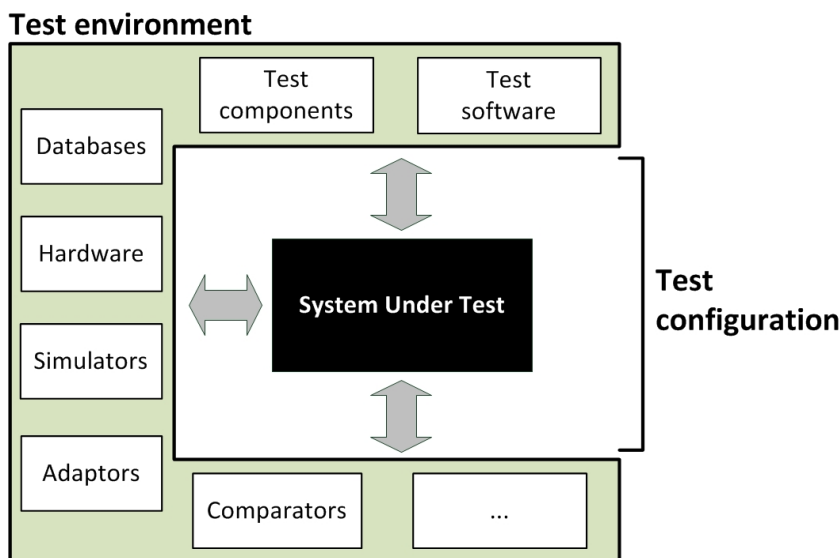 Test environment
Test
components
Test
software
Databases
Hardware
Simulators
Adaptors
System Under Test
Test
configuration
Comparators
...